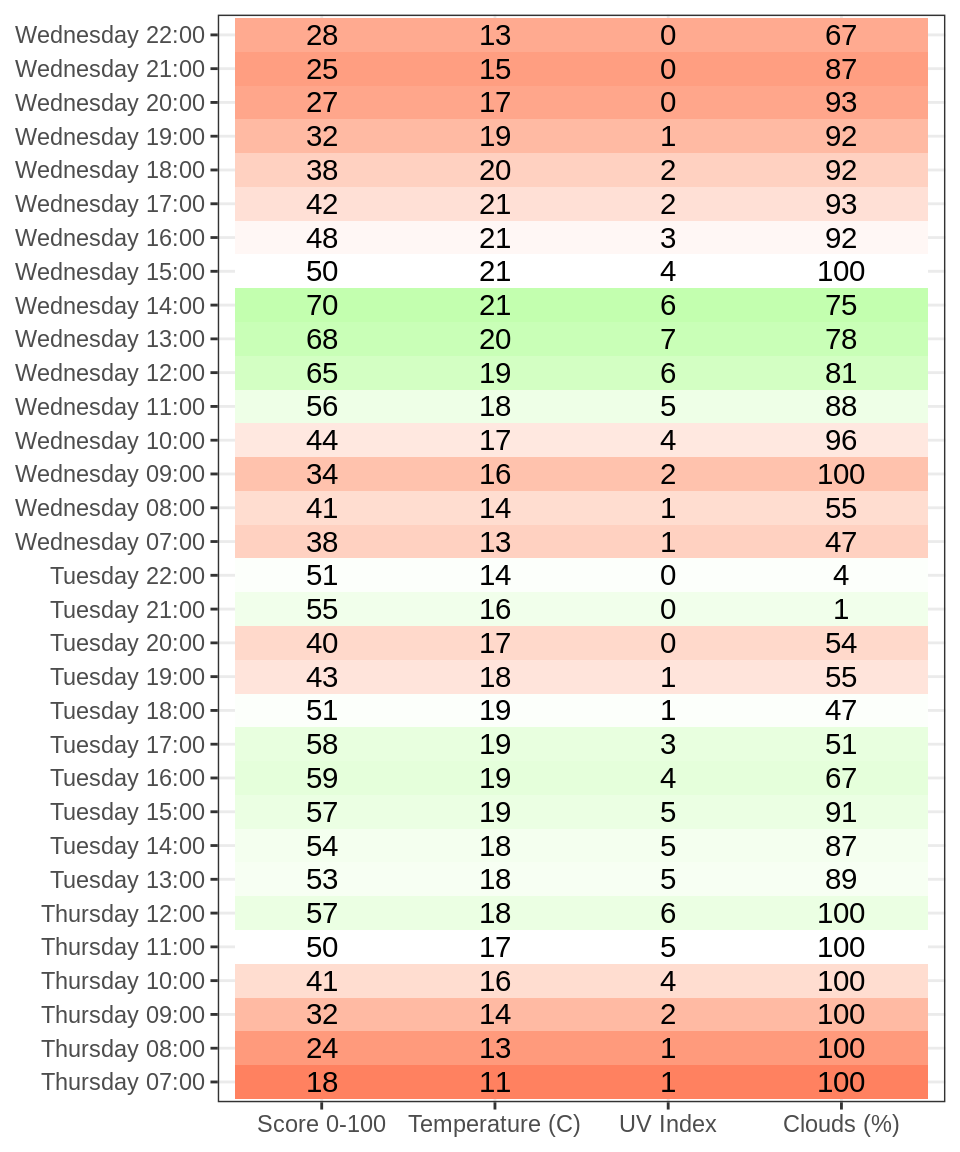 Wednesday 22:00 28 13 0 67
Wednesday 21:00 25 15 0 87
Wednesday 20:00 27 17 0 93
Wednesday 19:00 32 19 1 92
Wednesday 18:00 38 20 2 92
Wednesday 17:00 42 21 2 93
Wednesday 16:00 48 21 3 92
Wednesday 15:00 50 21 4 100
Wednesday 14:00 70 21 6 75
Wednesday 13:00 68 20 7 78
Wednesday 12:00 65 19 6 81
Wednesday 11:00 56 18 5 88
Wednesday 10:00 44 17 4 96
Wednesday 09:00 34 16 2 100
Wednesday 08:00 41 14 1 55
Wednesday 07:00 38 13 1 47
Tuesday 22:00 51 14 0 4
Tuesday 21:00 55 16 0 1
Tuesday 20:00 40 17 0 54
Tuesday 19:00 43 18 1 55
Tuesday 18:00 51 19 1 47
Tuesday 17:00 58 19 3 51
Tuesday 16:00 59 19 4 67
Tuesday 15:00 57 19 5 91
Tuesday 14:00 54 18 5 87
Tuesday 13:00 53 18 5 89
Thursday 12:00 57 18 6 100
Thursday 11:00 50 17 5 100
Thursday 10:00 41 16 4 100
Thursday 09:00 32 14 2 100
Thursday 08:00 24 13 1 100
Thursday 07:00 18 11 1 100
Score 0-100 Temperature (C) UV Index Clouds (%)